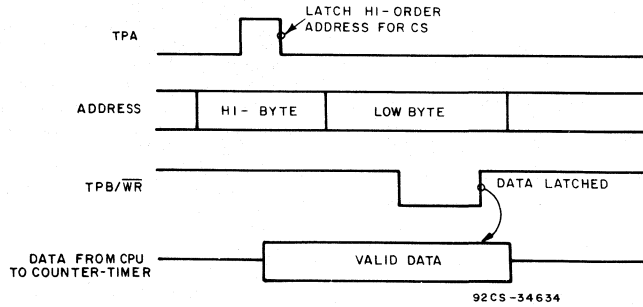 LATCH HI-ORDER
ADDRESS FOR CS
TPA
ADDRESS
HI- BYTE
LOW BYTE
TPB/W̅R̅
DATA LATCHED
DATA FROM CPU
TO COUNTER-TIMER
VALID DATA
92CS-34634